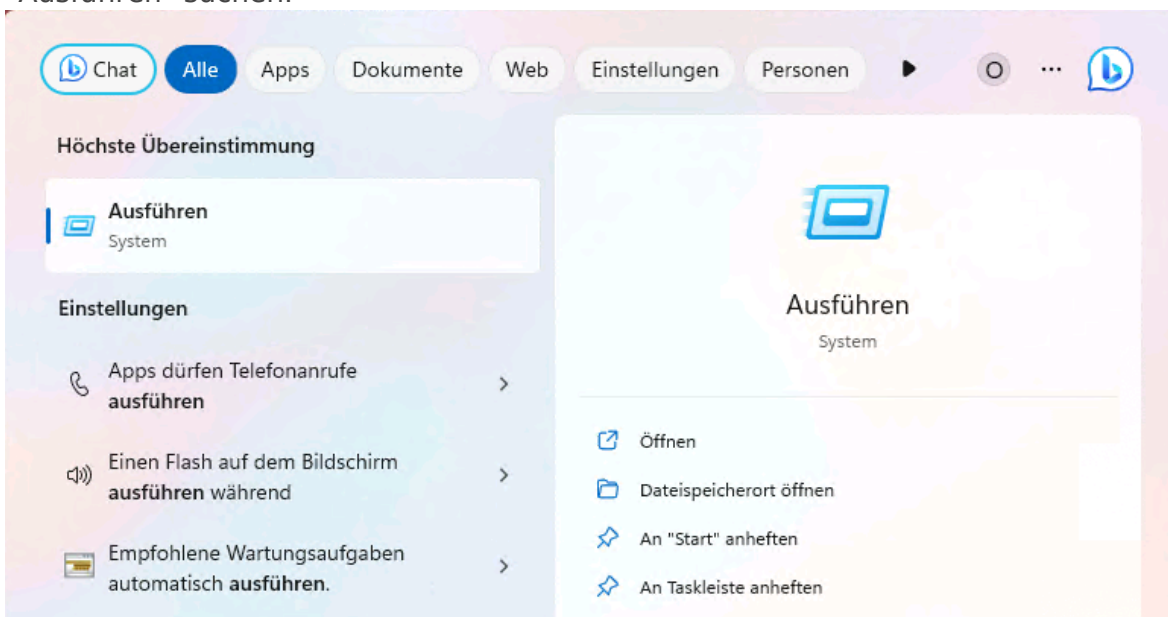 "Ausführen" suchen.
Chat Alle Apps Dokumente Web Einstellungen Personen O ...
Höchste Übereinstimmung
Ausführen
System
Einstellungen
Apps dürfen Telefonanrufe
ausführen
Einen Flash auf dem Bildschirm
ausführen während
Empfohlene Wartungsaufgaben
automatisch ausführen.
Ausführen
System
Öffnen
Dateispeicherort öffnen
An "Start" anheften
An Taskleiste anheften